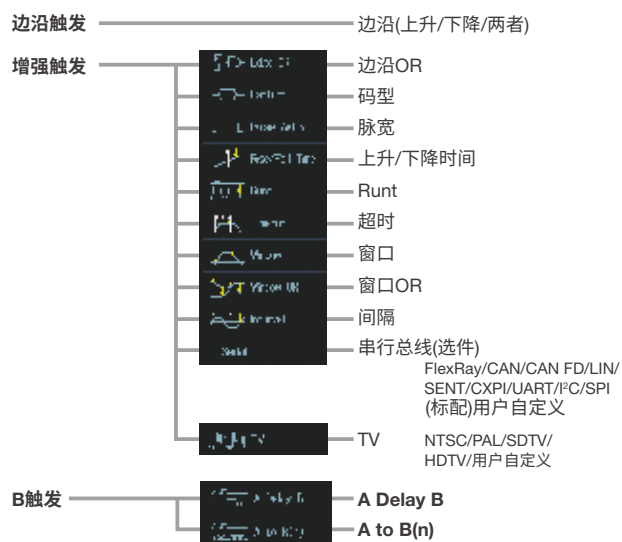 边沿触发 边沿(上升/下降/两者)
增强触发 边沿OR
码型
脉宽
上升/下降时间
Runt
超时
窗口
窗口OR
间隔
Serial 串行总线(选件)
FlexRay/CAN/CAN FD/LIN/
SENT/CXPI/UART/I²C/SPI
(标配)用户自定义
TV NTSC/PAL/SDTV/
HDTV/用户自定义
B触发 A Delay B
A to B(n)